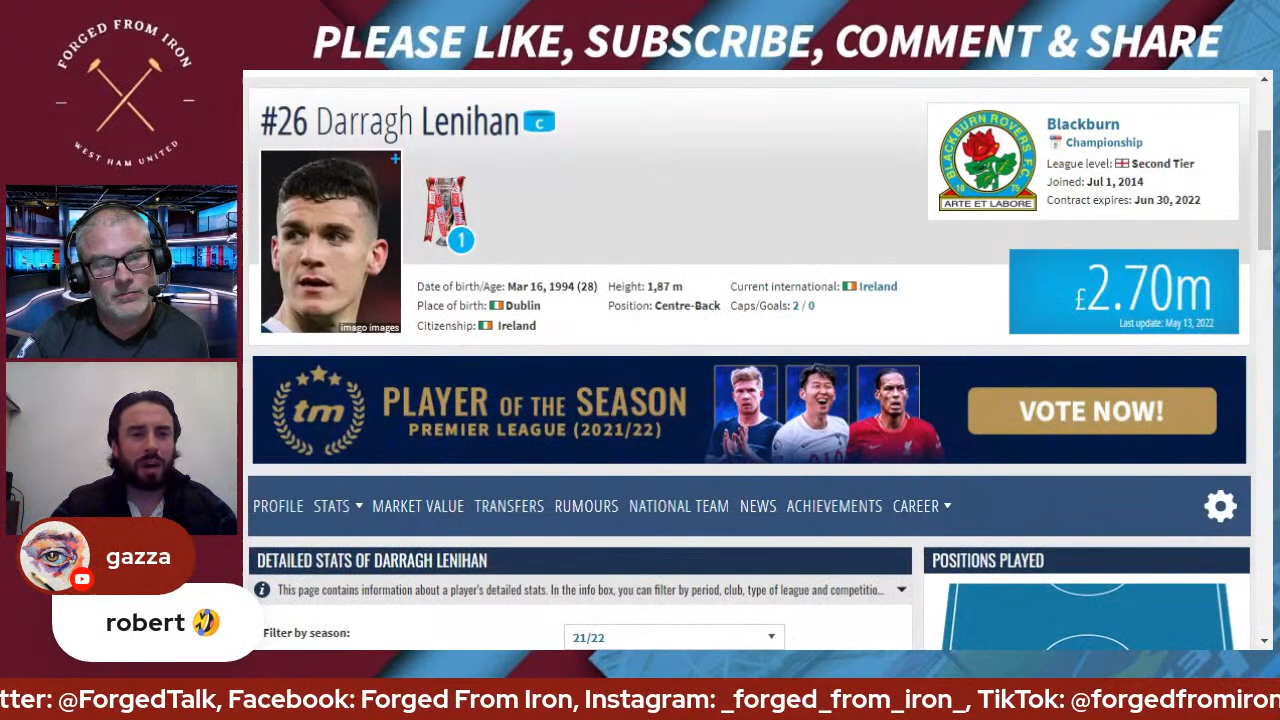 FORGED FROM IRON
WEST HAM UNITED
PLEASE LIKE, SUBSCRIBE, COMMENT & SHARE
#26 Darragh Lenihan C
1
imago images
Date of birth/Age: Mar 16, 1994 (28)
Place of birth: Dublin
Citizenship: Ireland
Height: 1,87 m
Position: Centre-Back
Current international: Ireland
Caps/Goals: 2 / 0
BLACKBURN ROVERS F.C.
18 75
ARTE ET LABORE
Blackburn
Championship
League level: Second Tier
Joined: Jul 1, 2014
Contract expires: Jun 30, 2022
£2.70m
Last update: May 13, 2022
tm
PLAYER OF THE SEASON
PREMIER LEAGUE (2021/22)
VOTE NOW!
PROFILE STATS MARKET VALUE TRANSFERS RUMOURS NATIONAL TEAM NEWS ACHIEVEMENTS CAREER
DETAILED STATS OF DARRAGH LENIHAN
This page contains information about a player's detailed stats. In the info box, you can filter by period, club, type of league and competitio...
Filter by season: 21/22
POSITIONS PLAYED
gazza
robert 🤣
tter: @ForgedTalk, Facebook: Forged From Iron, Instagram: _forged_from_iron_, TikTok: @forgedfromiron